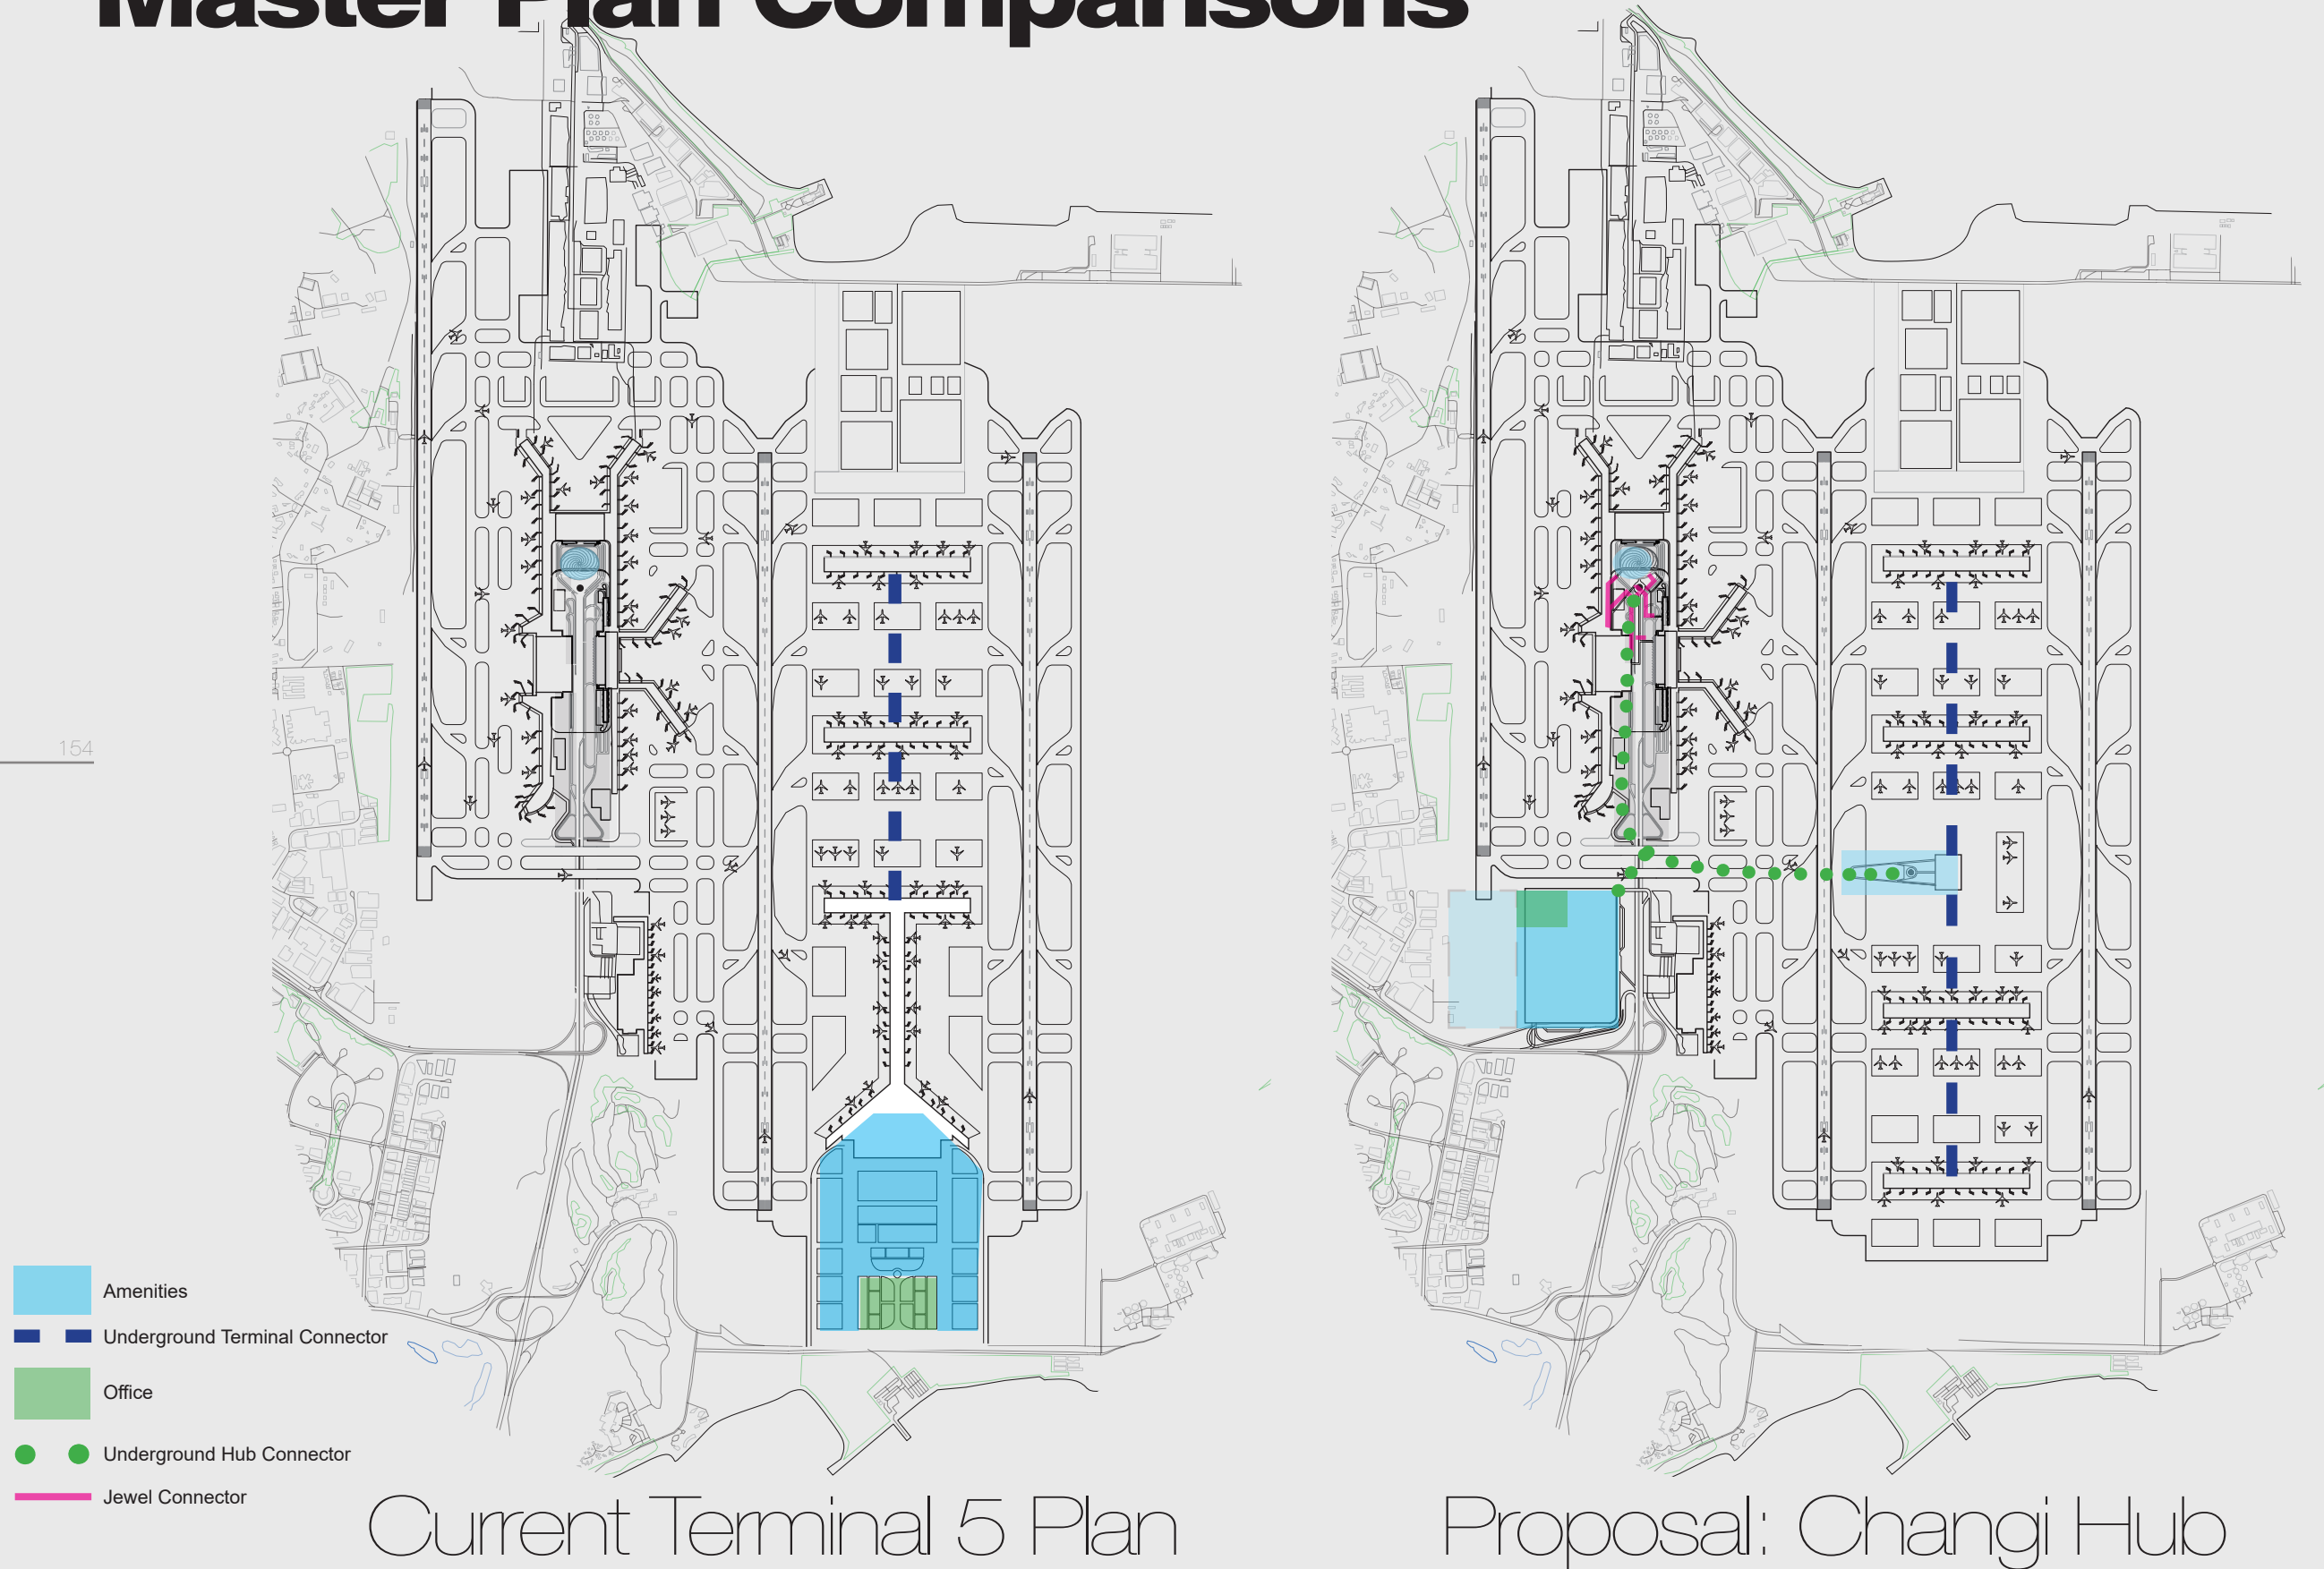 Master Plan Comparisons
154
Amenities
Underground Terminal Connector
Office
Underground Hub Connector
Jewel Connector
Current Terminal 5 Plan
Proposal: Changi Hub